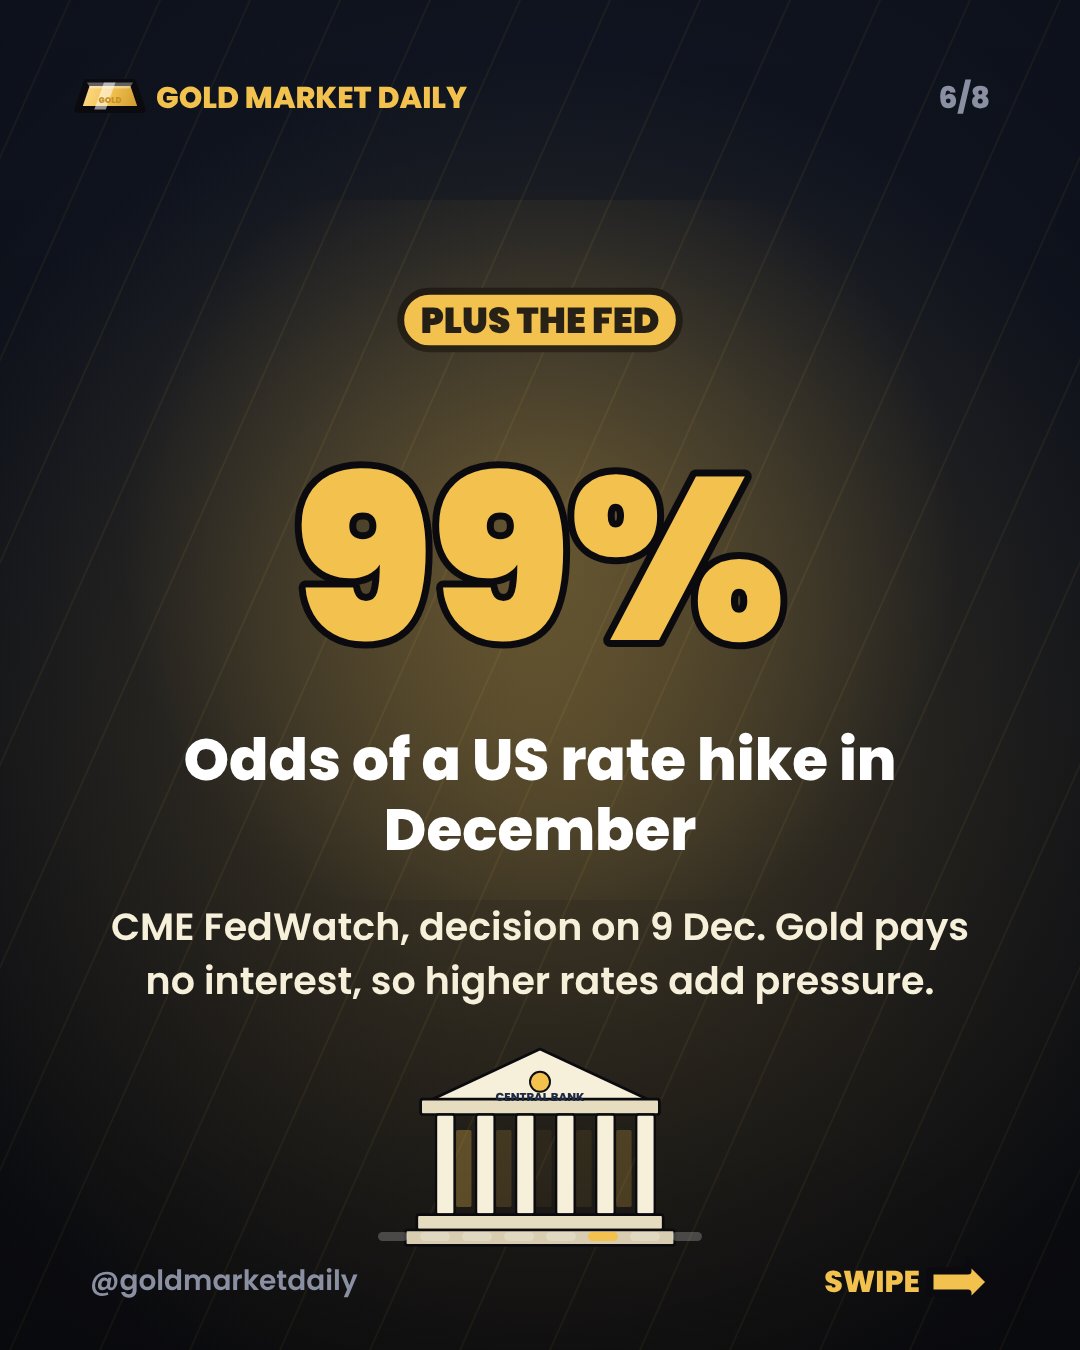 GOLD
GOLD MARKET DAILY
6/8
PLUS THE FED
99%
Odds of a US rate hike in
December
CME FedWatch, decision on 9 Dec. Gold pays
no interest, so higher rates add pressure.
CENTRAL BANK
@goldmarketdaily
SWIPE